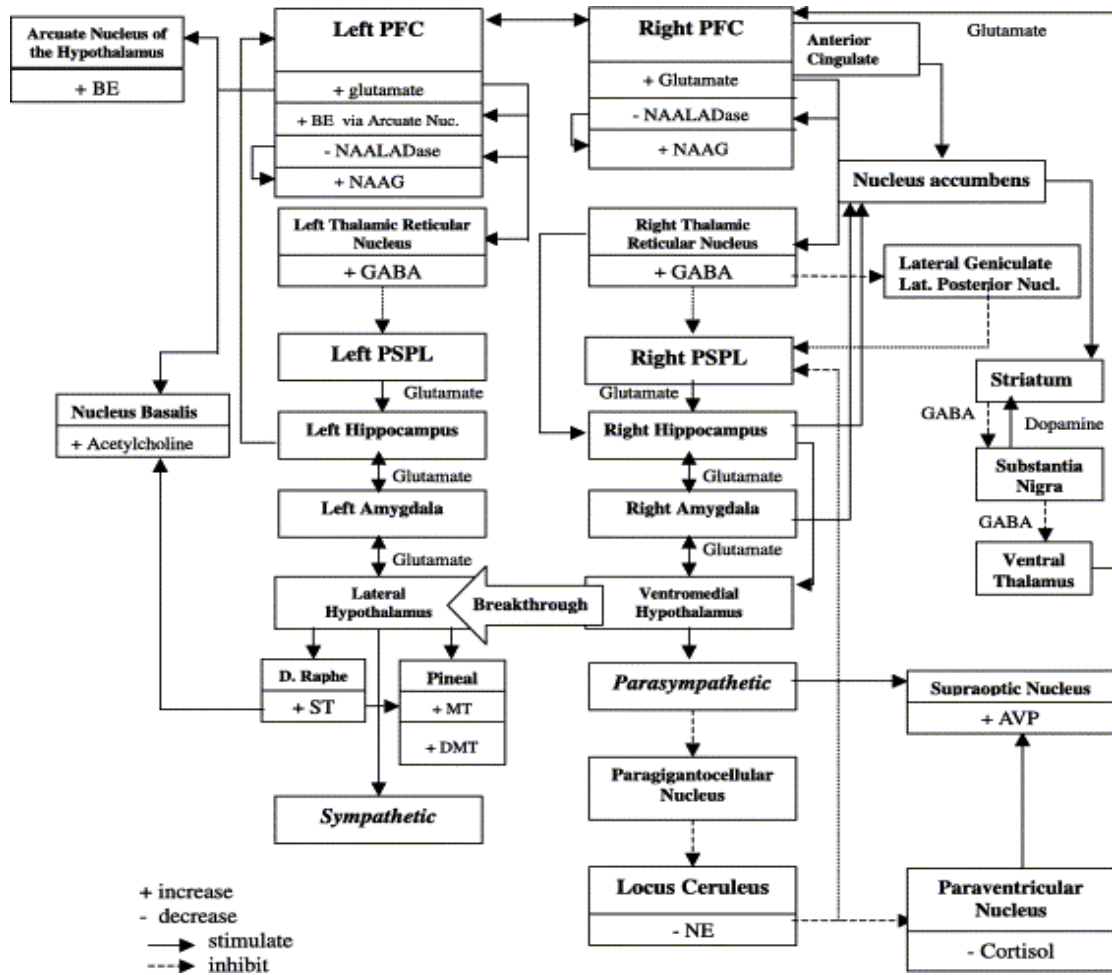 Arcuate Nucleus of
the Hypothalamus
+ BE
Left PFC
+ glutamate
+ BE via Arcuate Nuc.
- NAALADase
+ NAAG
Right PFC
+ Glutamate
- NAALADase
+ NAAG
Anterior
Cingulate
Glutamate
Nucleus accumbens
Left Thalamic Reticular
Nucleus
+ GABA
Right Thalamic
Reticular Nucleus
+ GABA
Lateral Geniculate
Lat. Posterior Nucl.
Left PSPL
Glutamate
Right PSPL
Glutamate
Striatum
GABA
Dopamine
Nucleus Basalis
+ Acetylcholine
Left Hippocampus
Glutamate
Right Hippocampus
Glutamate
Substantia
Nigra
GABA
Left Amygdala
Glutamate
Right Amygdala
Glutamate
Ventral
Thalamus
Lateral
Hypothalamus
Breakthrough
Ventromedial
Hypothalamus
D. Raphe
+ ST
Pineal
+ MT
+ DMT
Parasympathetic
Supraoptic Nucleus
+ AVP
Sympathetic
Paragigantocellular
Nucleus
Locus Ceruleus
- NE
Paraventricular
Nucleus
- Cortisol
+ increase
- decrease
stimulate
inhibit